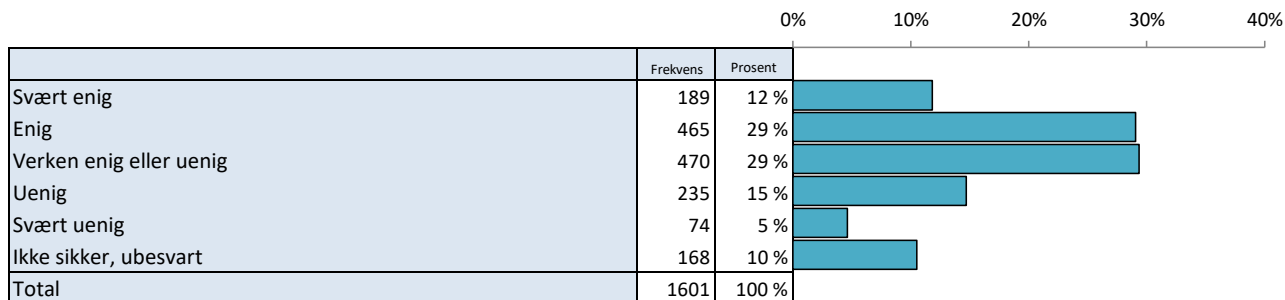 0% 10% 20% 30% 40%
Frekvens Prosent
Svært enig 189 12 %
Enig 465 29 %
Verken enig eller uenig 470 29 %
Uenig 235 15 %
Svært uenig 74 5 %
Ikke sikker, ubesvart 168 10 %
Total 1601 100 %